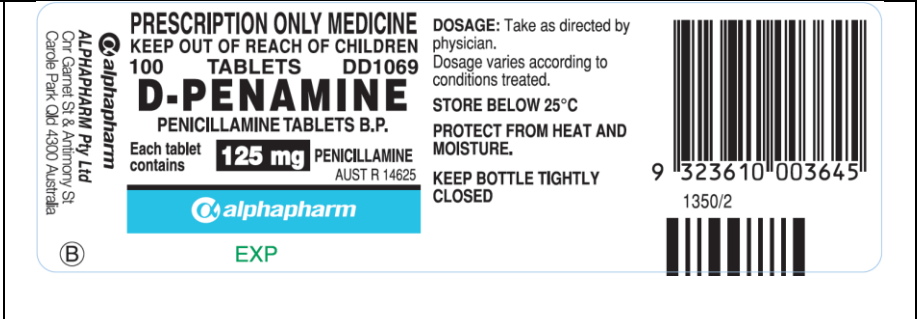 alphapharm
ALPHAPHARM Pty Ltd
Cnr Garnet St & Antimony St
Carole Park Qld 4300 Australia
B
PRESCRIPTION ONLY MEDICINE
KEEP OUT OF REACH OF CHILDREN
100 TABLETS DD1069
D-PENAMINE
PENICILLAMINE TABLETS B.P.
Each tablet
contains
125 mg PENICILLAMINE
AUST R 14625
alphapharm
EXP
DOSAGE: Take as directed by
physician.
Dosage varies according to
conditions treated.
STORE BELOW 25°C
PROTECT FROM HEAT AND
MOISTURE.
KEEP BOTTLE TIGHTLY
CLOSED
9 323610 003645
1350/2